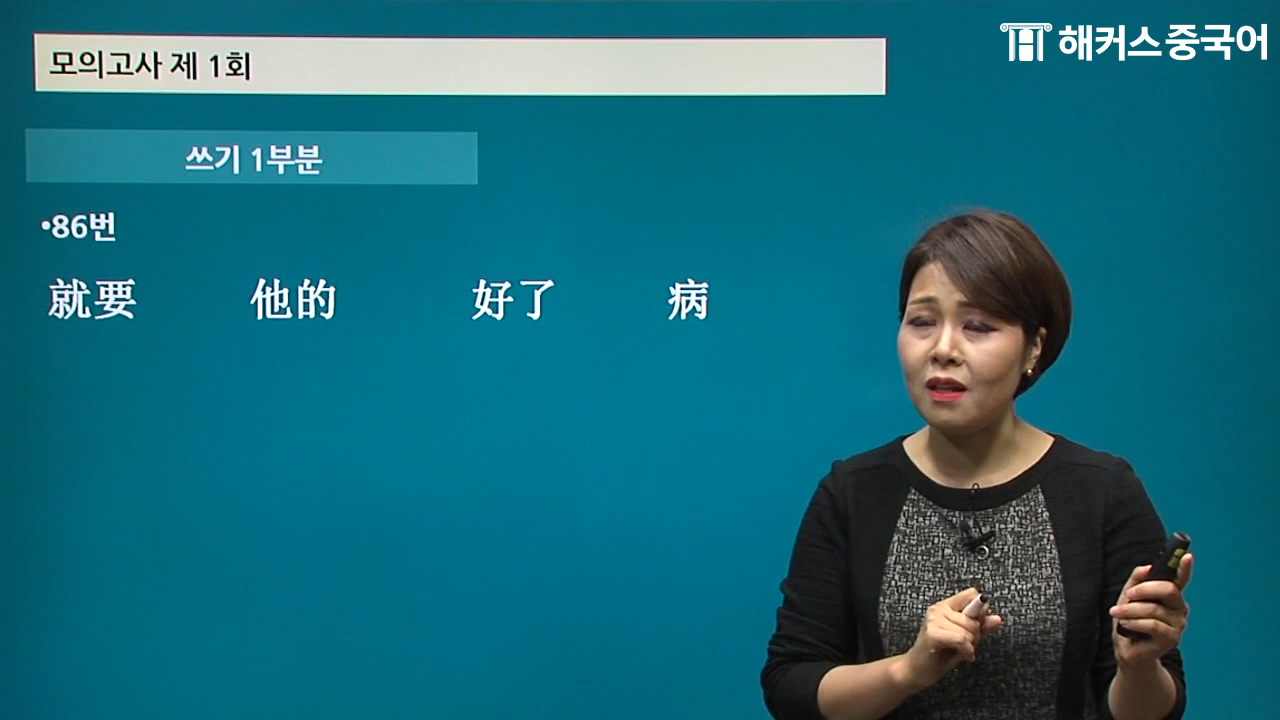 해커스중국어
모의고사 제 1회
쓰기 1부분
•86번
就要 他的 好了 病